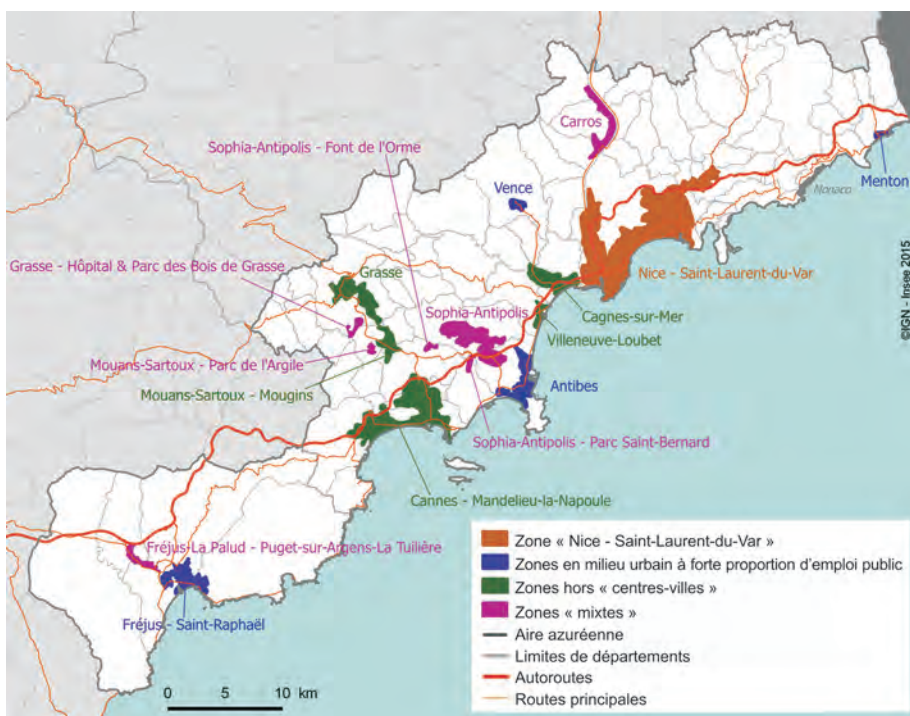 Carros
Sophia-Antipolis - Font de l'Orme
Vence
Menton
Monaco
Grasse - Hôpital & Parc des Bois de Grasse
Grasse
Nice - Saint-Laurent-du-Var
©IGN - Insee 2015
Sophia-Antipolis
Cagnes-sur-Mer
Villeneuve-Loubet
Mouans-Sartoux - Parc de l'Argile
Mouans-Sartoux - Mougins
Antibes
Sophia-Antipolis - Parc Saint-Bernard
Cannes - Mandelieu-la-Napoule
Fréjus-La Palud - Puget-sur-Argens-La Tuilière
Fréjus - Saint-Raphaël
0 5 10 km
Zone « Nice - Saint-Laurent-du-Var »
Zones en milieu urbain à forte proportion d'emploi public
Zones hors « centres-villes »
Zones « mixtes »
Aire azuréenne
Limites de départements
Autoroutes
Routes principales